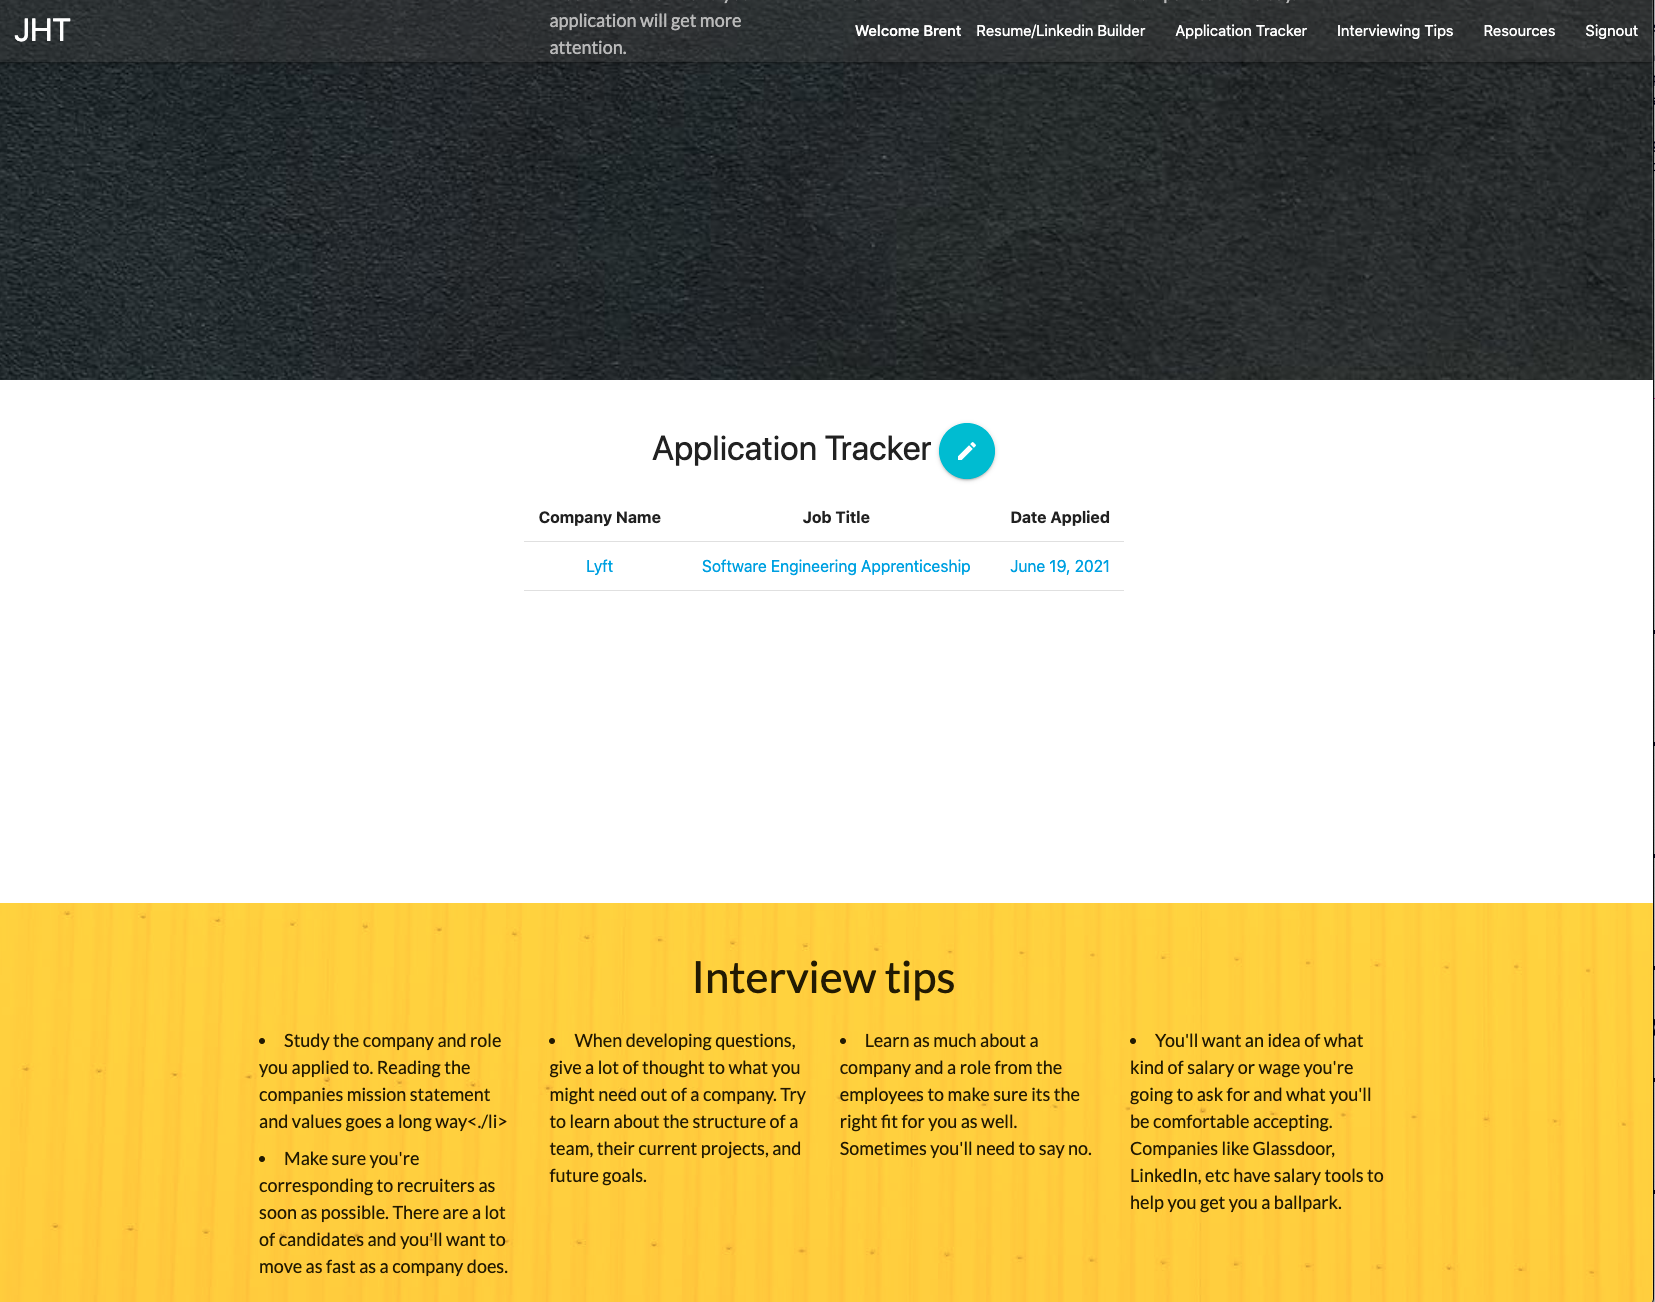 application will get more
attention.
JHT
Welcome Brent Resume/Linkedin Builder Application Tracker Interviewing Tips Resources Signout
Application Tracker
Company Name Job Title Date Applied
Lyft Software Engineering Apprenticeship June 19, 2021
Interview tips
• Study the company and role
you applied to. Reading the
companies mission statement
and values goes a long way<./li>
• Make sure you're
corresponding to recruiters as
soon as possible. There are a lot
of candidates and you'll want to
move as fast as a company does.
• When developing questions,
give a lot of thought to what you
might need out of a company. Try
to learn about the structure of a
team, their current projects, and
future goals.
• Learn as much about a
company and a role from the
employees to make sure its the
right fit for you as well.
Sometimes you'll need to say no.
• You'll want an idea of what
kind of salary or wage you're
going to ask for and what you'll
be comfortable accepting.
Companies like Glassdoor,
LinkedIn, etc have salary tools to
help you get you a ballpark.